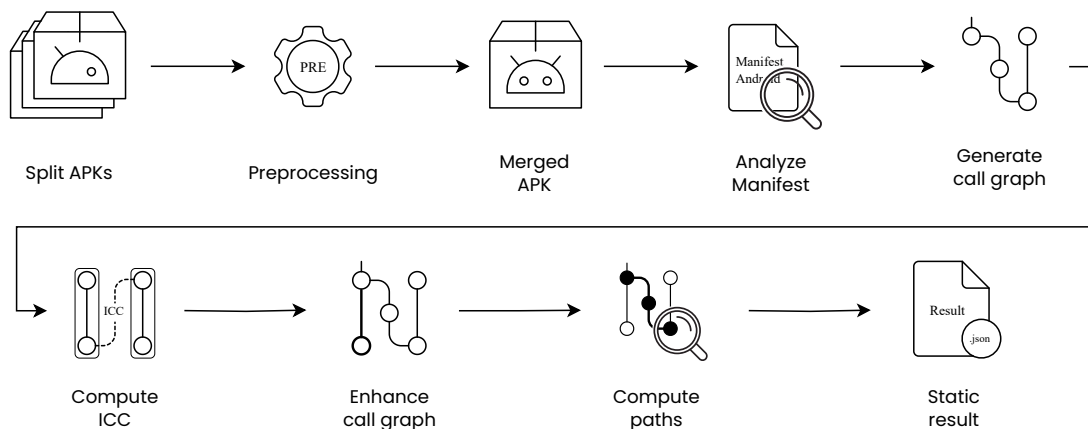 PRE
Manifest
Android
Split APKs
Preprocessing
Merged
APK
Analyze
Manifest
Generate
call graph
ICC
Result
.json
Compute
ICC
Enhance
call graph
Compute
paths
Static
result